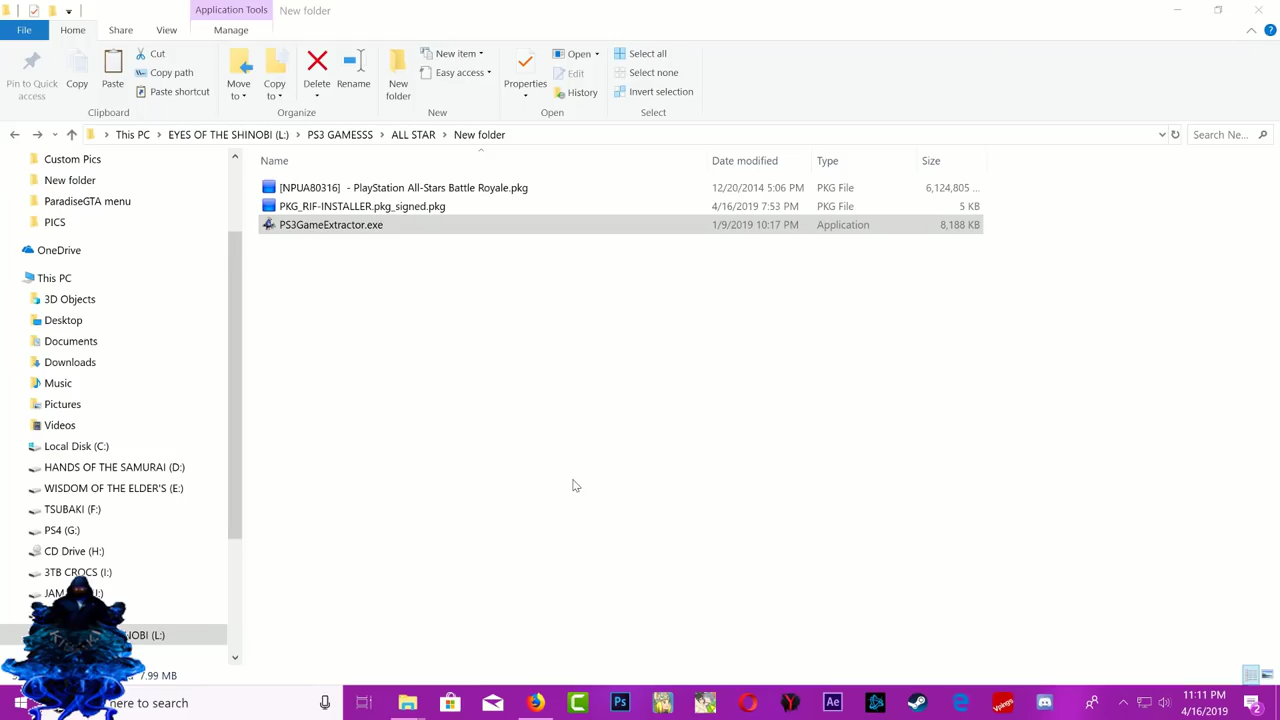 Application Tools New folder
File Home Share View Manage
Pin to Quick access
Copy
Paste
Cut
Copy path
Paste shortcut
Clipboard
Move to
Copy to
Delete
Rename
Organize
New folder
New item
Easy access
New
Properties
Open
Edit
History
Open
Select all
Select none
Invert selection
Select
This PC EYES OF THE SHINOBI (L:) PS3 GAMESSS ALL STAR New folder
Search Ne...
Name Date modified Type Size
[NPUA80316] - PlayStation All-Stars Battle Royale.pkg 12/20/2014 5:06 PM PKG File 6,124,805 ...
PKG_RIF-INSTALLER.pkg_signed.pkg 4/16/2019 7:53 PM PKG File 5 KB
PS3GameExtractor.exe 1/9/2019 10:17 PM Application 8,188 KB
Custom Pics
New folder
ParadiseGTA menu
PICS
OneDrive
This PC
3D Objects
Desktop
Documents
Downloads
Music
Pictures
Videos
Local Disk (C:)
HANDS OF THE SAMURAI (D:)
WISDOM OF THE ELDER'S (E:)
TSUBAKI (F:)
PS4 (G:)
CD Drive (H:)
3TB CROCS (I:)
NOBI (L:)
7.99 MB
here to search
Ps
Ae
11:11 PM
4/16/2019
2